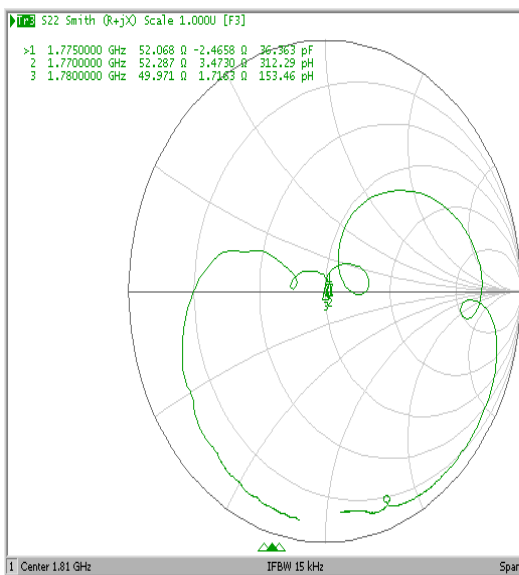 Tr3 S22 Smith (R+jX) Scale 1.000U [F3]
>1 1.7750000 GHz 52.068 Ω -2.4658 Ω 36.363 pF
2 1.7700000 GHz 52.287 Ω 3.4730 Ω 312.29 pH
3 1.7800000 GHz 49.971 Ω 1.7163 Ω 153.46 pH
1 Center 1.81 GHz IFBW 15 kHz Span